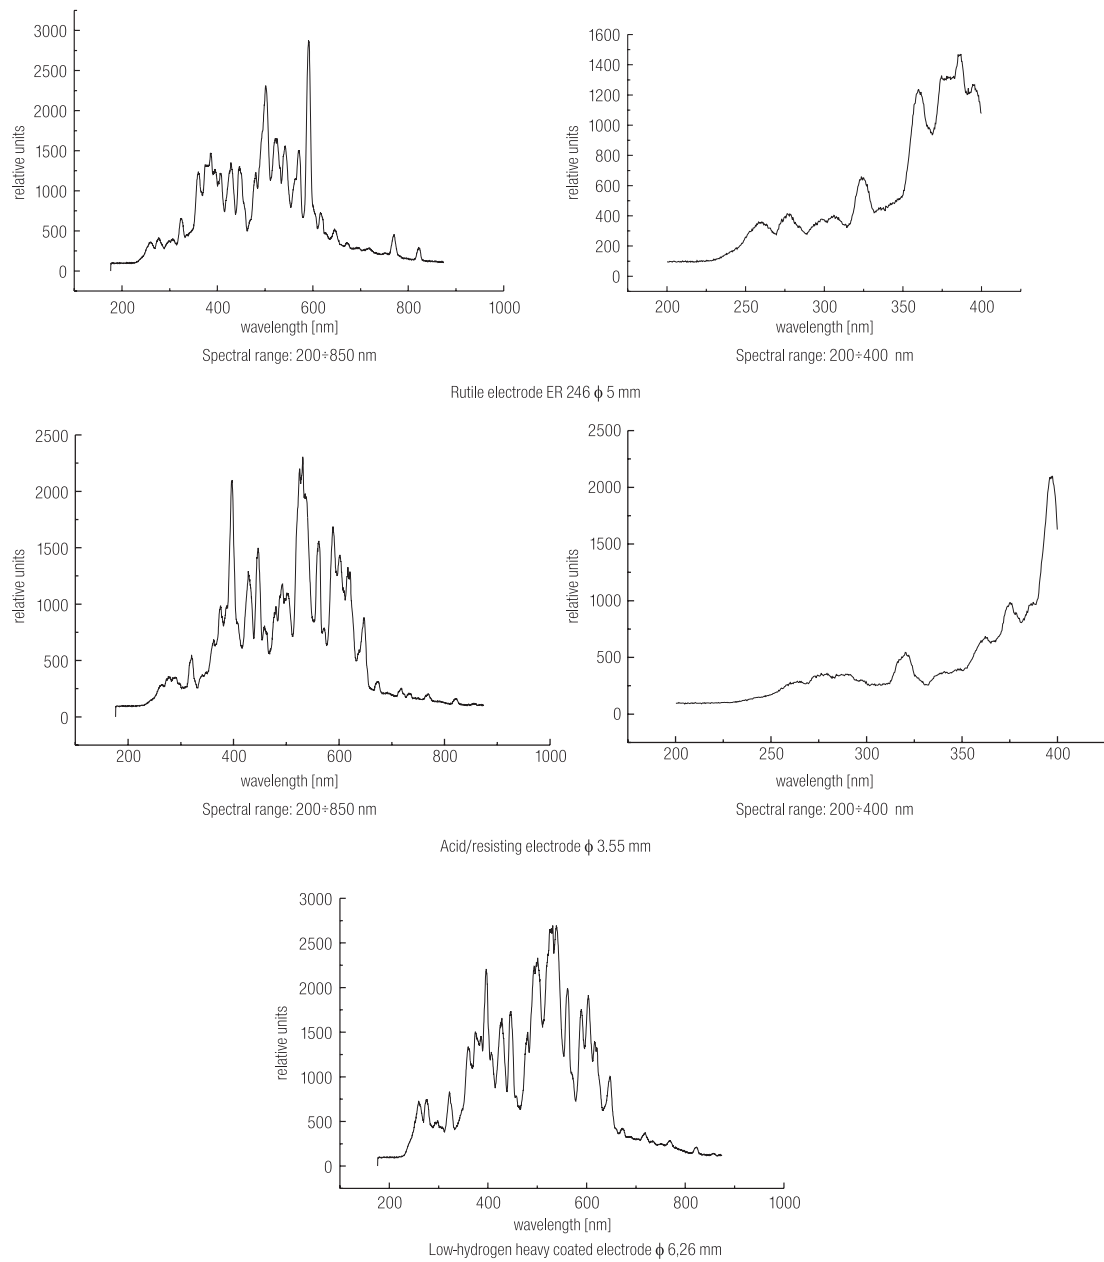 3000
2500
2000
1500
1000
500
0
relative units
200 400 600 800 1000
wavelength [nm]
Spectral range: 200÷850 nm
1600
1400
1200
1000
800
600
400
200
0
relative units
200 250 300 350 400
wavelength [nm]
Spectral range: 200÷400 nm
Rutile electrode ER 246 ϕ 5 mm
2500
2000
1500
1000
500
0
relative units
200 400 600 800 1000
wavelength [nm]
Spectral range: 200÷850 nm
2500
2000
1500
1000
500
0
relative units
200 250 300 350 400
wavelength [nm]
Spectral range: 200÷400 nm
Acid/resisting electrode ϕ 3.55 mm
3000
2500
2000
1500
1000
500
0
relative units
200 400 600 800 1000
wavelength [nm]
Low-hydrogen heavy coated electrode ϕ 6,26 mm